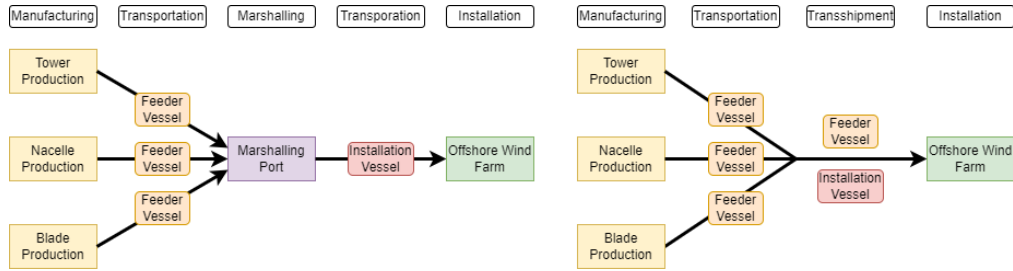 Manufacturing
Transportation
Marshalling
Transporation
Installation
Tower
Production
Nacelle
Production
Blade
Production
Feeder
Vessel
Feeder
Vessel
Feeder
Vessel
Marshalling
Port
Installation
Vessel
Offshore Wind
Farm
Manufacturing
Transportation
Transshipment
Installation
Tower
Production
Nacelle
Production
Blade
Production
Feeder
Vessel
Feeder
Vessel
Feeder
Vessel
Feeder
Vessel
Installation
Vessel
Offshore Wind
Farm